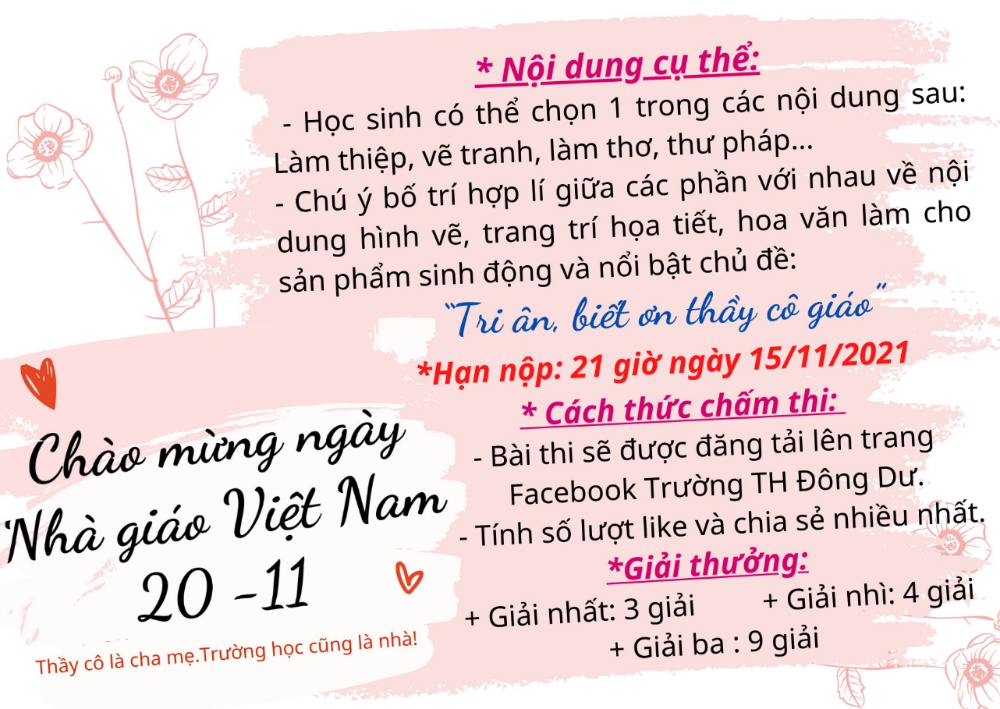 * Nội dung cụ thể:
- Học sinh có thể chọn 1 trong các nội dung sau:
Làm thiệp, vẽ tranh, làm thơ, thư pháp...
- Chú ý bố trí hợp lí giữa các phần với nhau về nội
dung hình vẽ, trang trí họa tiết, hoa văn làm cho
sản phẩm sinh động và nổi bật chủ đề:
“Tri ân, biết ơn thầy cô giáo”
*Hạn nộp: 21 giờ ngày 15/11/2021
* Cách thức chấm thi:
- Bài thi sẽ được đăng tải lên trang
Facebook Trường TH Đông Dư.
- Tính số lượt like và chia sẻ nhiều nhất.
*Giải thưởng:
+ Giải nhất: 3 giải + Giải nhì: 4 giải
+ Giải ba : 9 giải
Chào mừng ngày
Nhà giáo Việt Nam
20 -11
Thầy cô là cha mẹ.Trường học cũng là nhà!